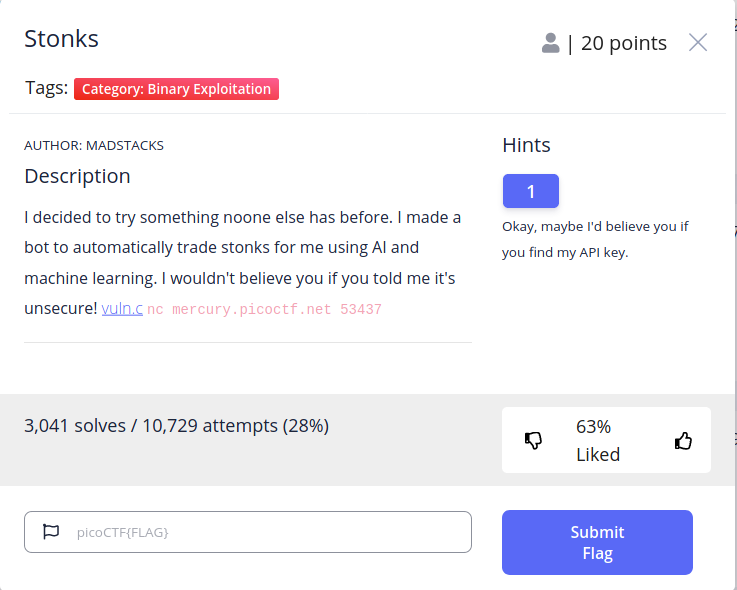 Stonks
| 20 points
Tags: Category: Binary Exploitation
AUTHOR: MADSTACKS
Description
I decided to try something noone else has before. I made a
bot to automatically trade stonks for me using AI and
machine learning. I wouldn't believe you if you told me it's
unsecure! vuln.c nc mercury.picoctf.net 53437
Hints
1
Okay, maybe I'd believe you if
you find my API key.
3,041 solves / 10,729 attempts (28%)
63%
Liked
picoCTF{FLAG}
Submit
Flag